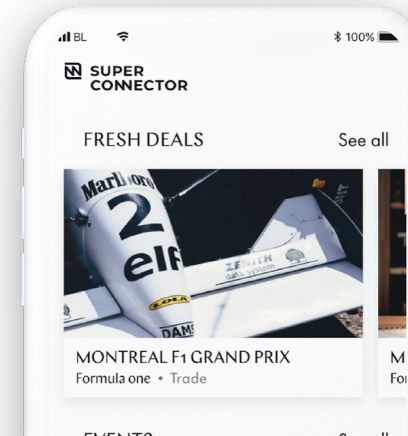 BL
100%
SUPER
CONNECTOR
FRESH DEALS
See all
Marlboro
2
elf
ZENITH
data system
LOLA
DAMS
MONTREAL F1 GRAND PRIX
Formula one • Trade
M
For